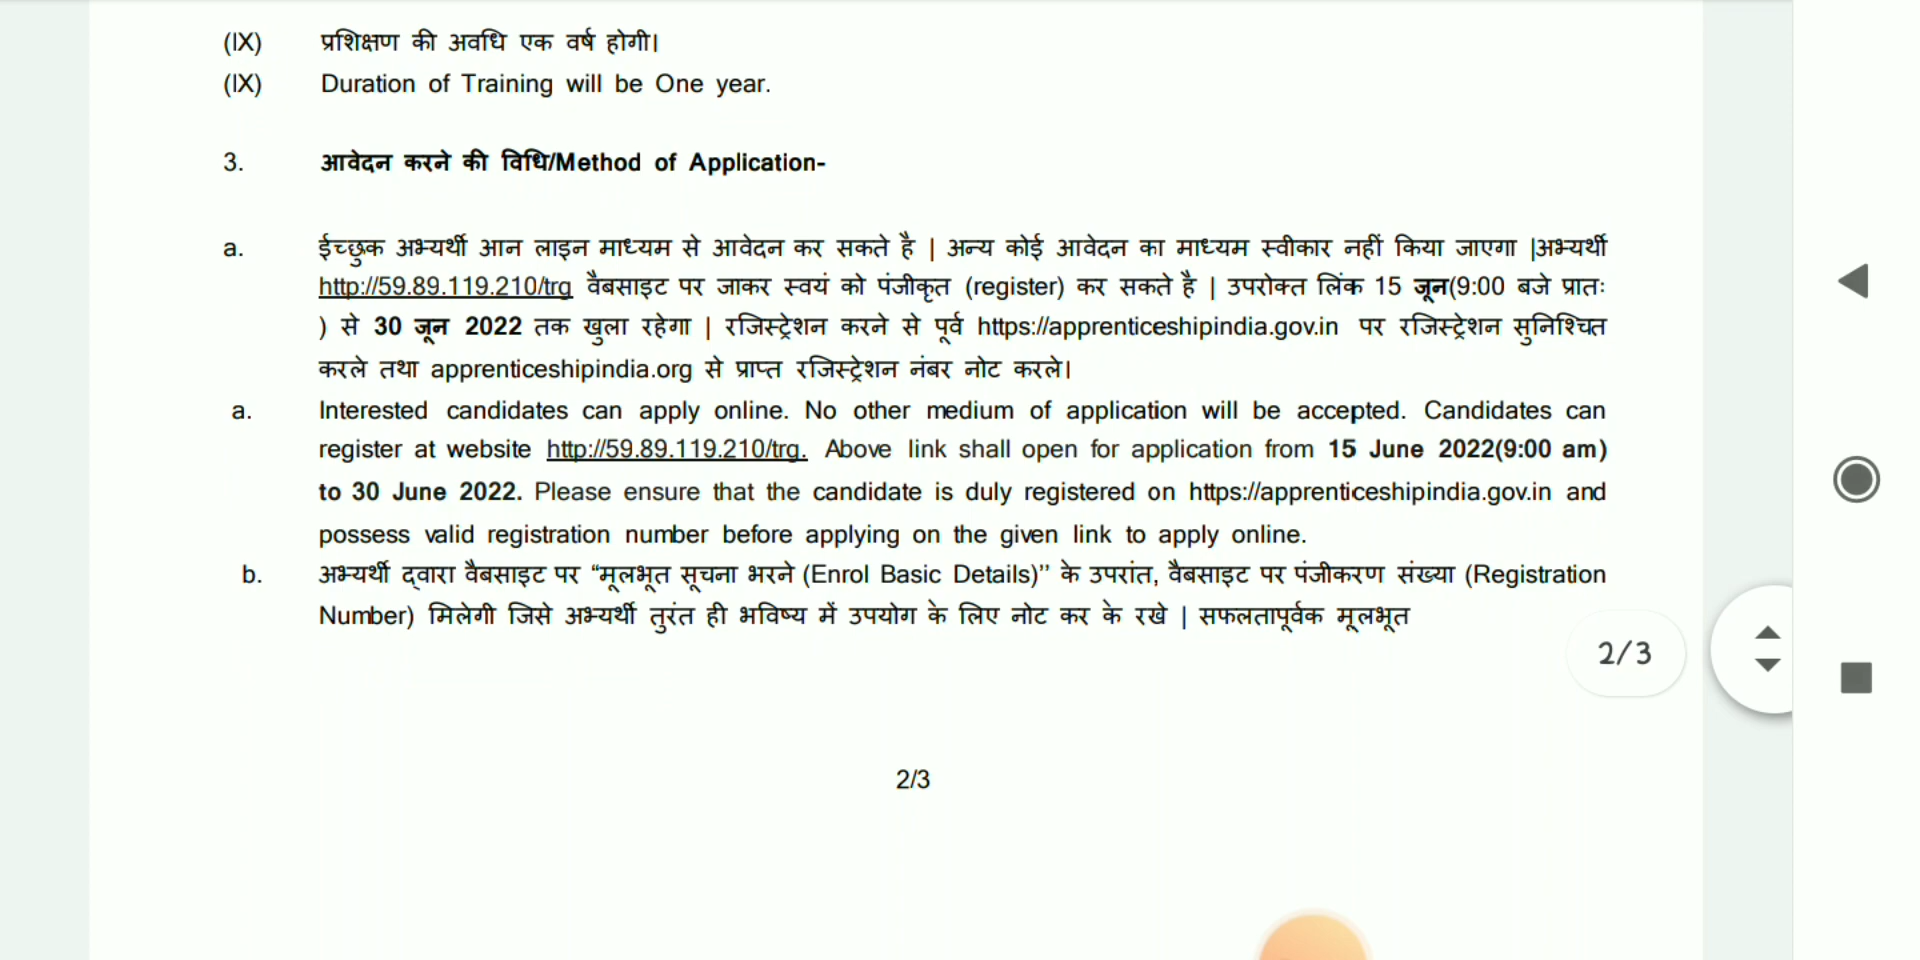 (IX) प्रशिक्षण की अवधि एक वर्ष होगी।
(IX) Duration of Training will be One year.
3. आवेदन करने की विधि/Method of Application-
a. ईच्छुक अभ्यर्थी आन लाइन माध्यम से आवेदन कर सकते है | अन्य कोई आवेदन का माध्यम स्वीकार नहीं किया जाएगा |अभ्यर्थी
http://59.89.119.210/trg वैबसाइट पर जाकर स्वयं को पंजीकृत (register) कर सकते है | उपरोक्त लिंक 15 जून(9:00 बजे प्रातः
) से 30 जून 2022 तक खुला रहेगा | रजिस्ट्रेशन करने से पूर्व https://apprenticeshipindia.gov.in पर रजिस्ट्रेशन सुनिश्चित
करले तथा apprenticeshipindia.org से प्राप्त रजिस्ट्रेशन नंबर नोट करले।
a. Interested candidates can apply online. No other medium of application will be accepted. Candidates can
register at website http://59.89.119.210/trg. Above link shall open for application from 15 June 2022(9:00 am)
to 30 June 2022. Please ensure that the candidate is duly registered on https://apprenticeshipindia.gov.in and
possess valid registration number before applying on the given link to apply online.
b. अभ्यर्थी द्वारा वैबसाइट पर “मूलभूत सूचना भरने (Enrol Basic Details)’’ के उपरांत, वैबसाइट पर पंजीकरण संख्या (Registration
Number) मिलेगी जिसे अभ्यर्थी तुरंत ही भविष्य में उपयोग के लिए नोट कर के रखे | सफलतापूर्वक मूलभूत
2/3
2/3